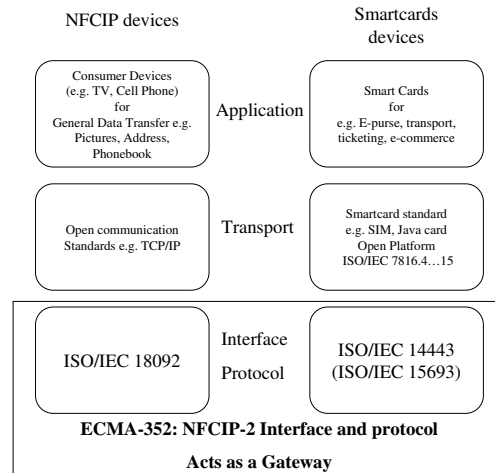 NFCIP devices
Smartcards
devices
Consumer Devices
(e.g. TV, Cell Phone)
for
General Data Transfer e.g.
Pictures, Address,
Phonebook
Application
Smart Cards
for
e.g. E-purse, transport,
ticketing, e-commerce
Open communication
Standards e.g. TCP/IP
Transport
Smartcard standard
e.g. SIM, Java card
Open Platform
ISO/IEC 7816.4…15
ISO/IEC 18092
Interface
Protocol
ISO/IEC 14443
(ISO/IEC 15693)
ECMA-352: NFCIP-2 Interface and protocol
Acts as a Gateway